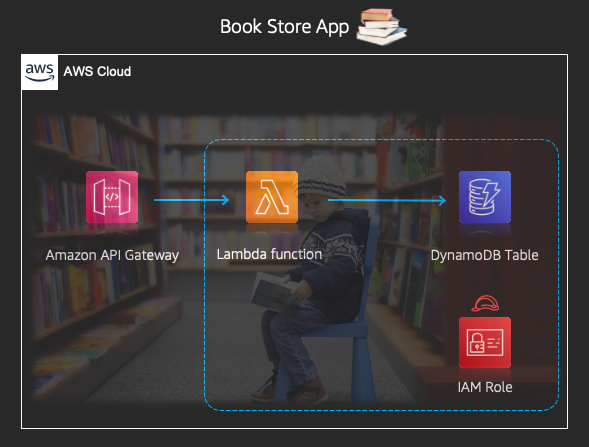 Book Store App
aws
AWS Cloud
</>
Amazon API Gateway
Lambda function
DynamoDB Table
IAM Role